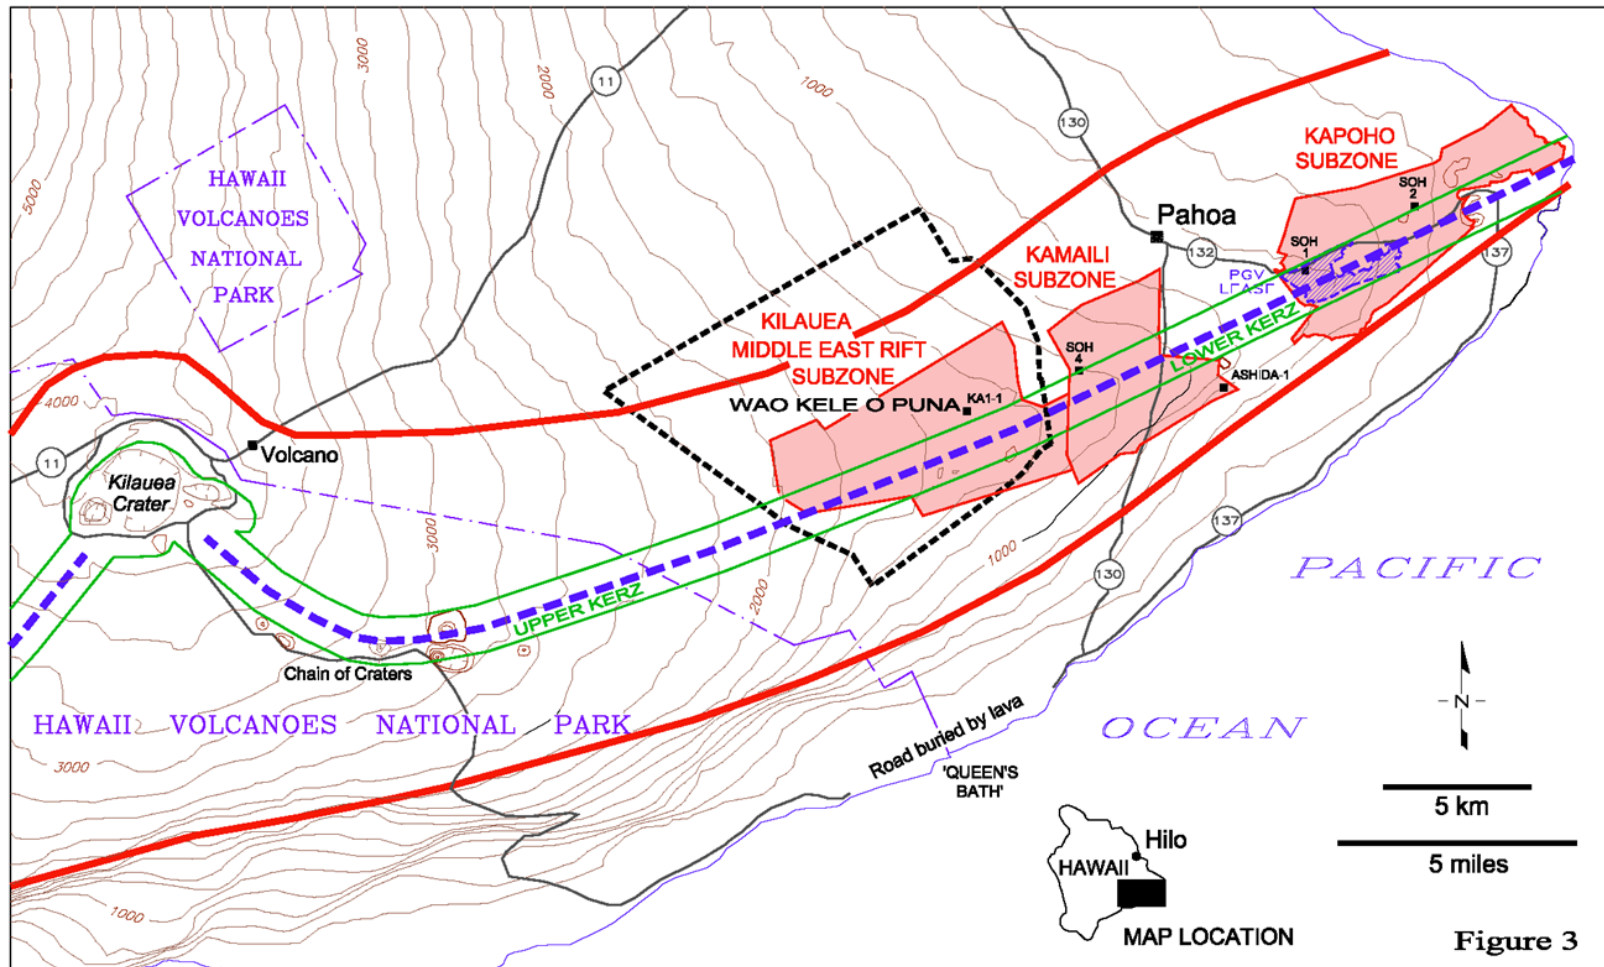 3000
2000
1000
11
130
HAWAII
VOLCANOES
NATIONAL
PARK
5000
KAPOHO
SUBZONE
SOH
2
Pahoa
132
SOH
1
137
PGV
LEASE
KAMAILI
SUBZONE
KILAUEA
MIDDLE EAST RIFT
SUBZONE
SOH
4
LOWER KERZ
ASHIDA-1
WAO KELE O PUNA
KA1-1
4000
11
Volcano
Kilauea
Crater
3000
UPPER KERZ
2000
1000
130
137
PACIFIC
OCEAN
Chain of Craters
HAWAII VOLCANOES NATIONAL PARK
3000
Road buried by lava
'QUEEN'S
BATH'
1000
N
5 km
5 miles
Hilo
HAWAII
MAP LOCATION
Figure 3